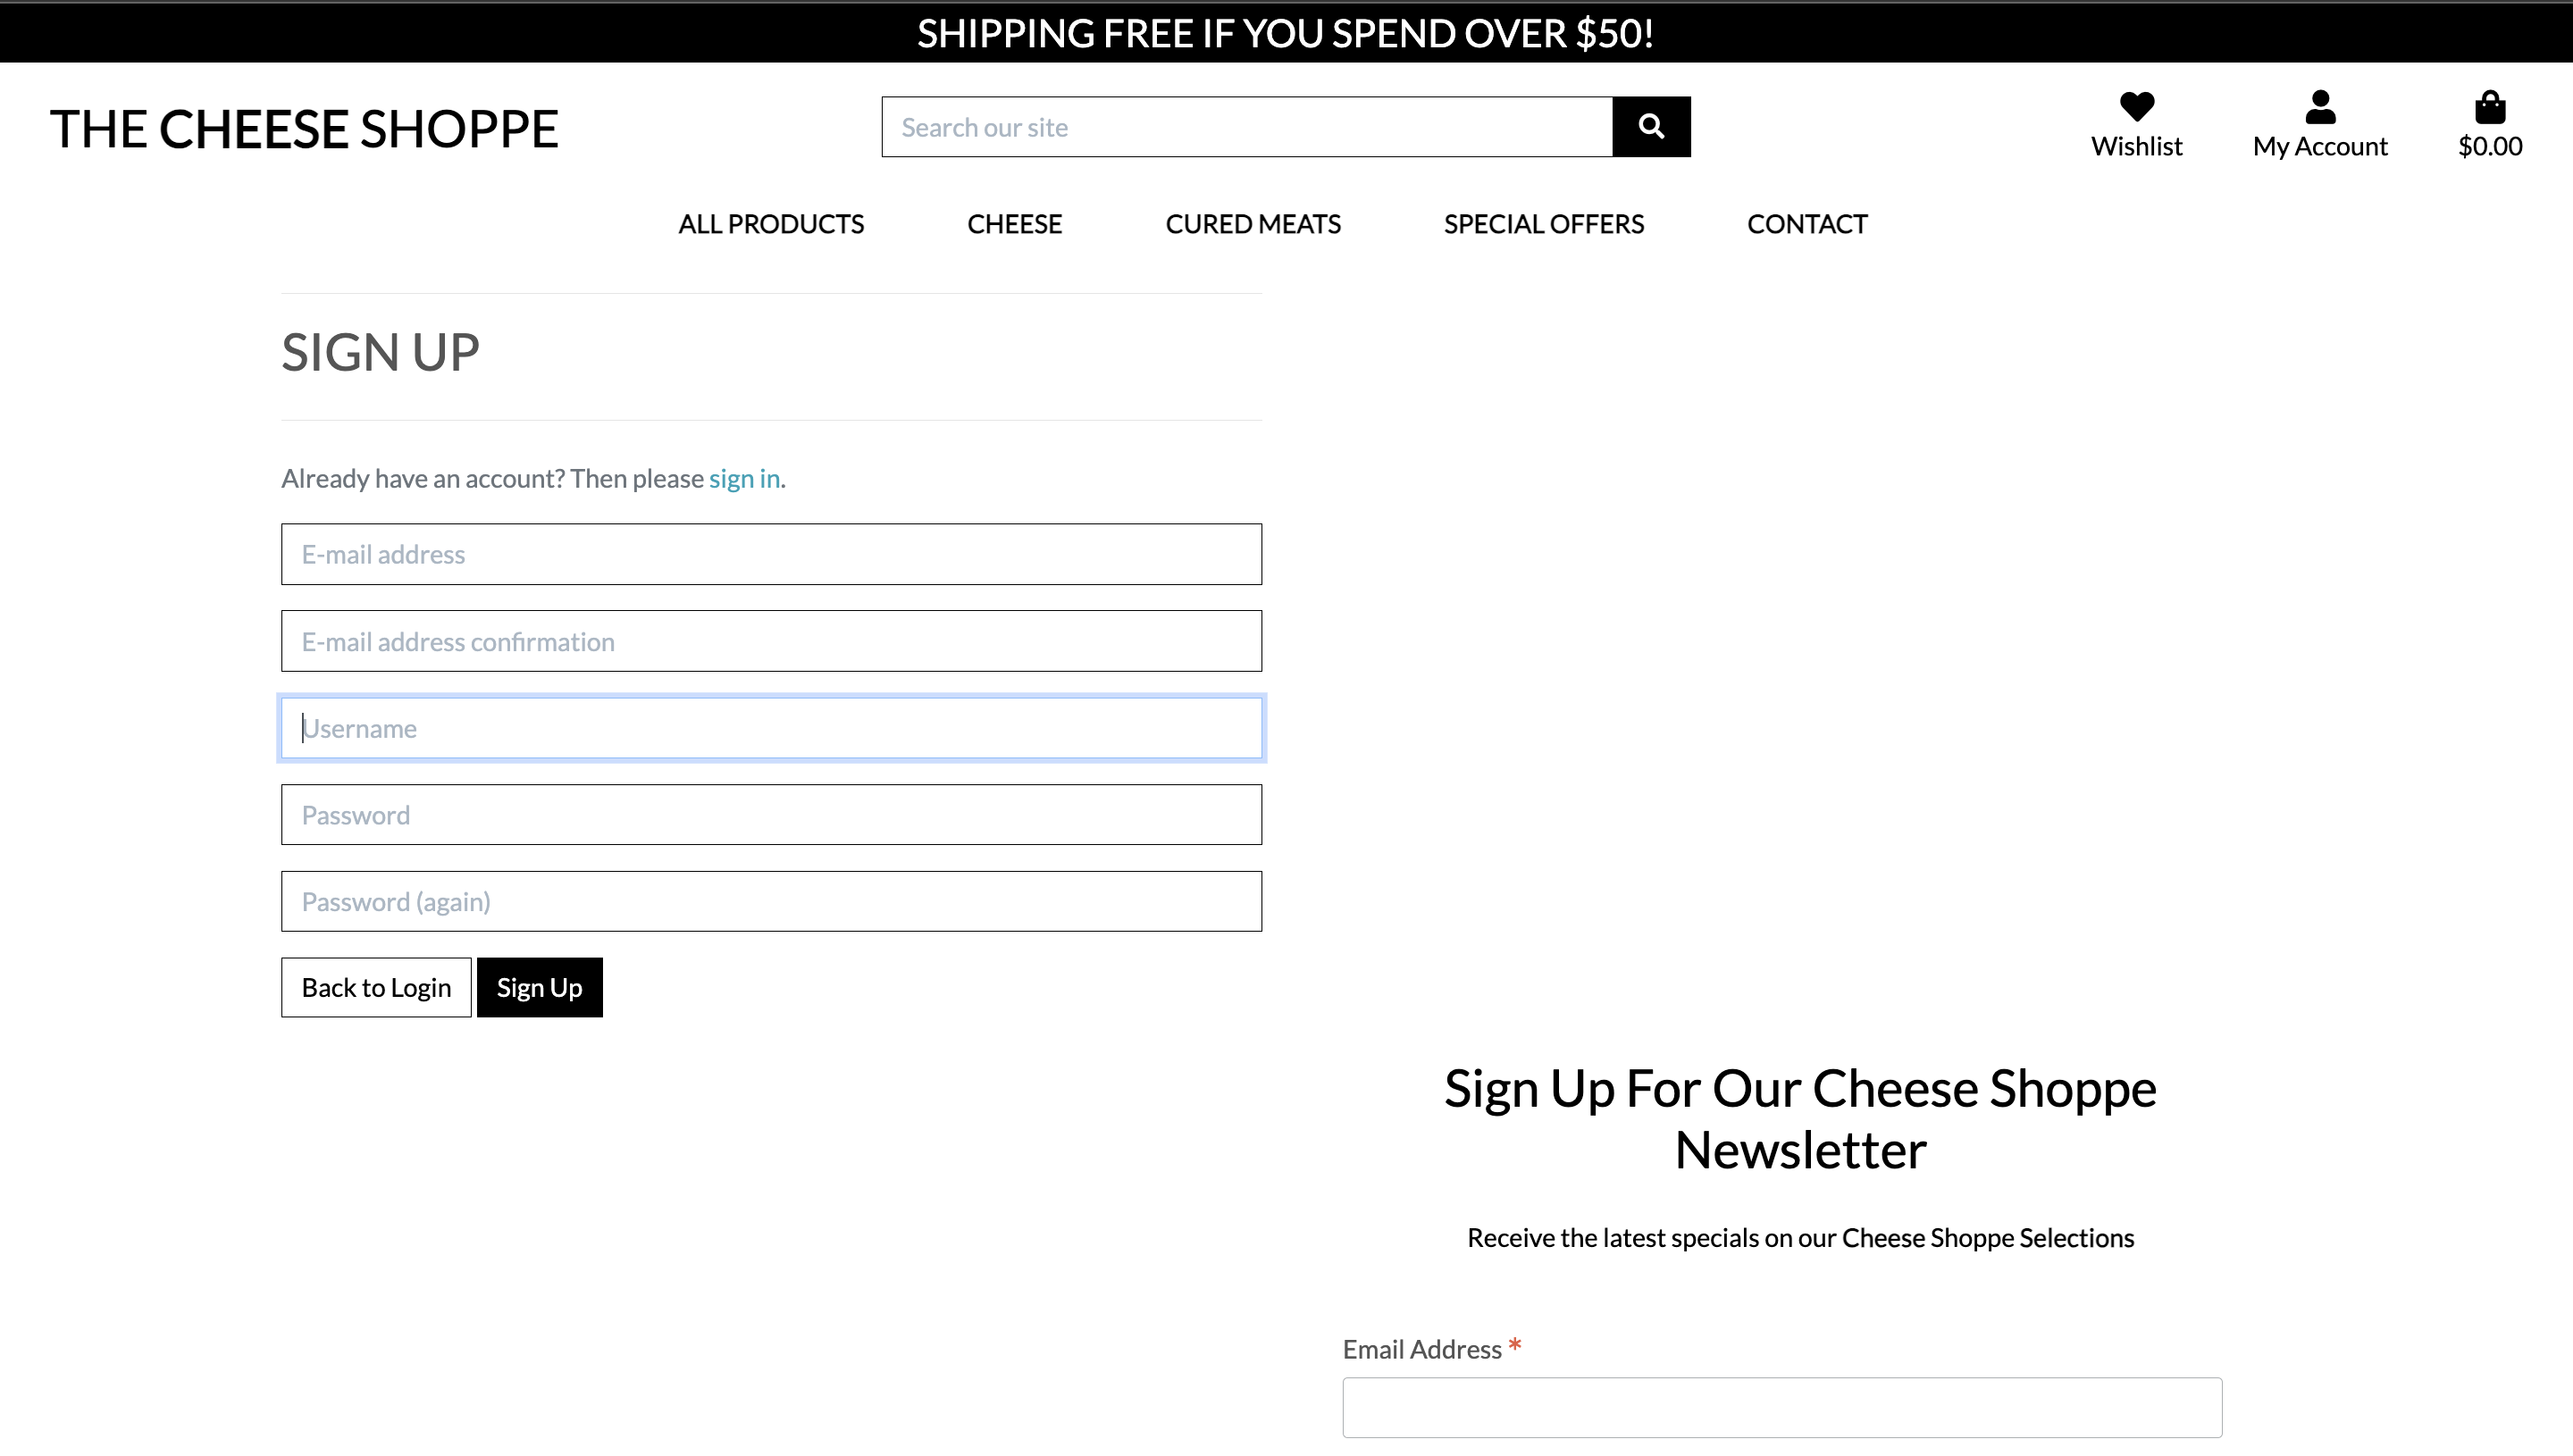 SHIPPING FREE IF YOU SPEND OVER $50!
THE CHEESE SHOPPE
Search our site
Wishlist
My Account
$0.00
ALL PRODUCTS
CHEESE
CURED MEATS
SPECIAL OFFERS
CONTACT
SIGN UP
Already have an account? Then please sign in.
E-mail address
E-mail address confirmation
Username
Password
Password (again)
Back to Login
Sign Up
Sign Up For Our Cheese Shoppe
Newsletter
Receive the latest specials on our Cheese Shoppe Selections
Email Address *